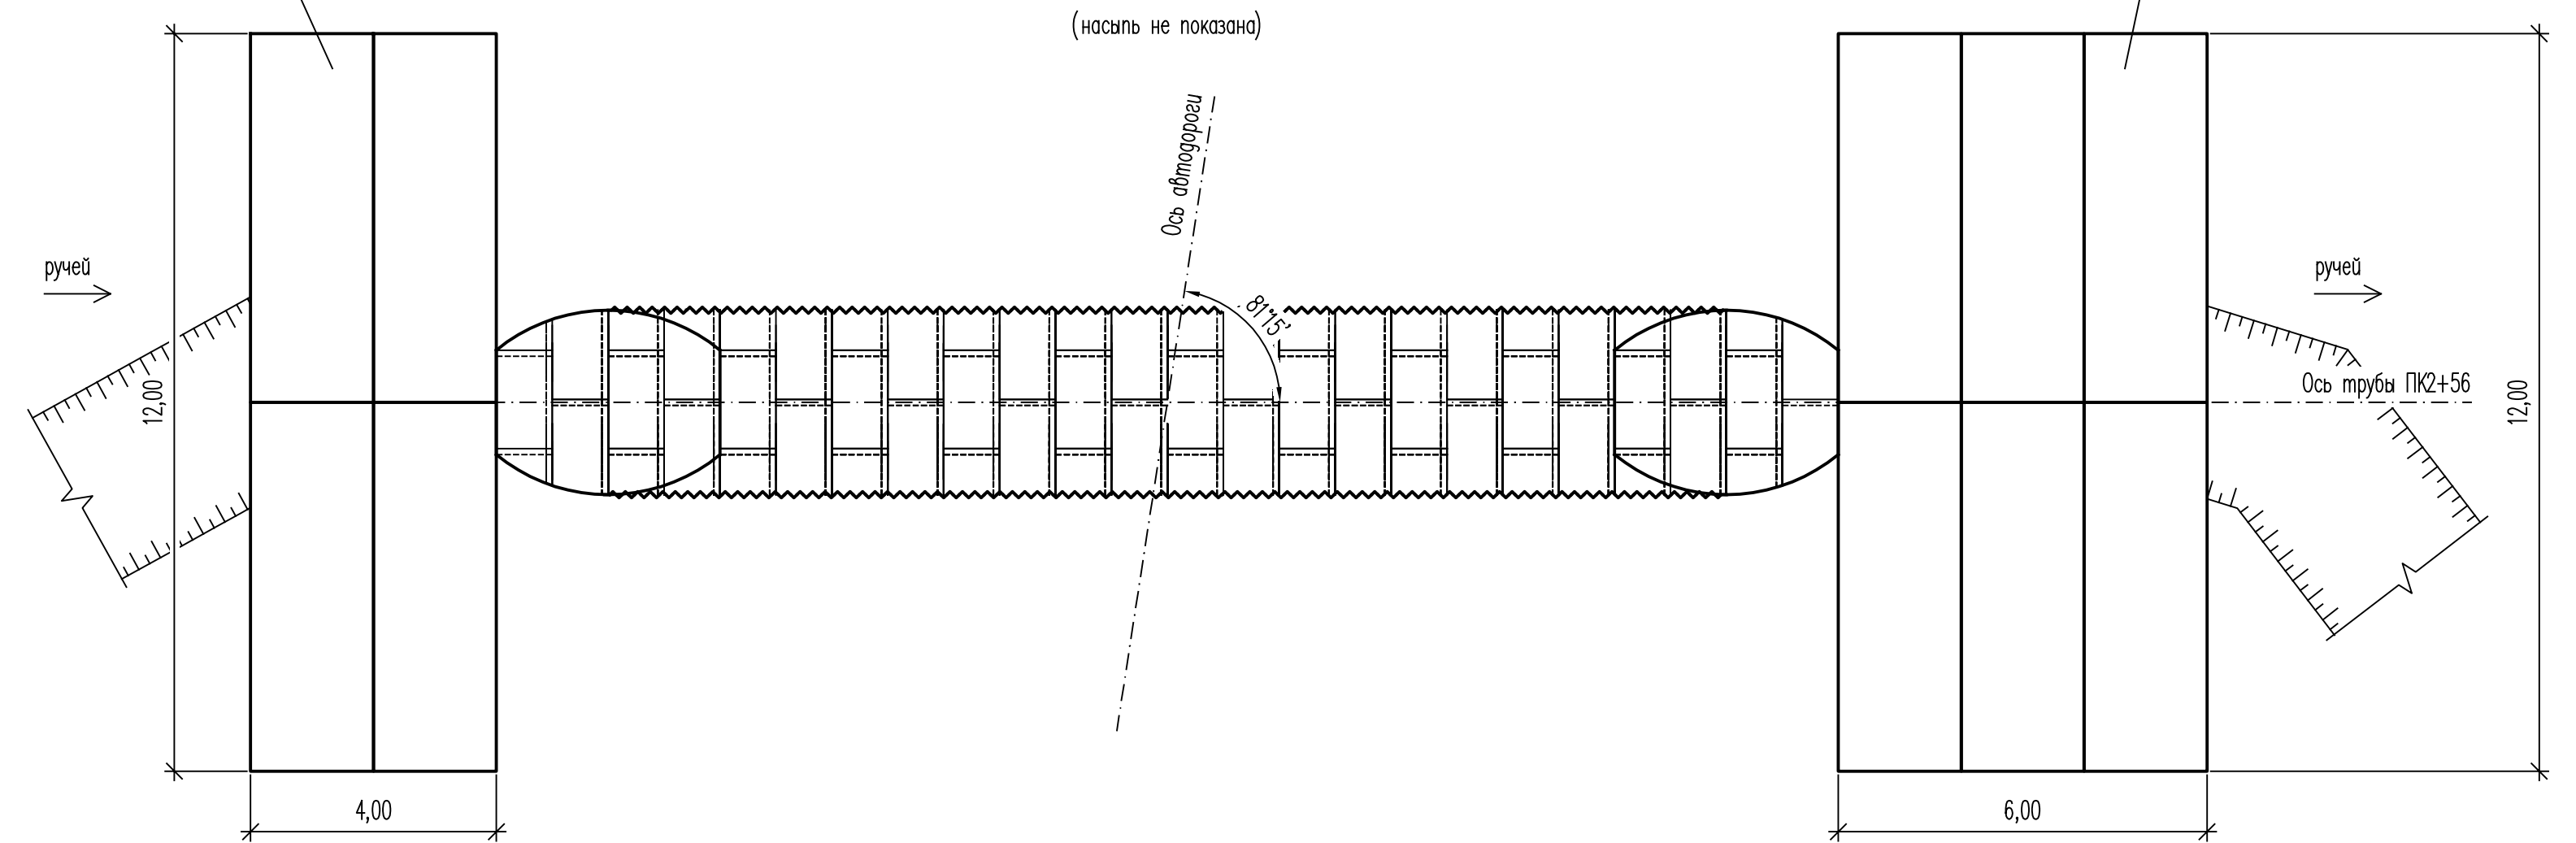 (насыпь не показана)
Ось автодороги
ручей
ручей
81°15'
Ось трубы ПК2+56
12,00
12,00
4,00
6,00